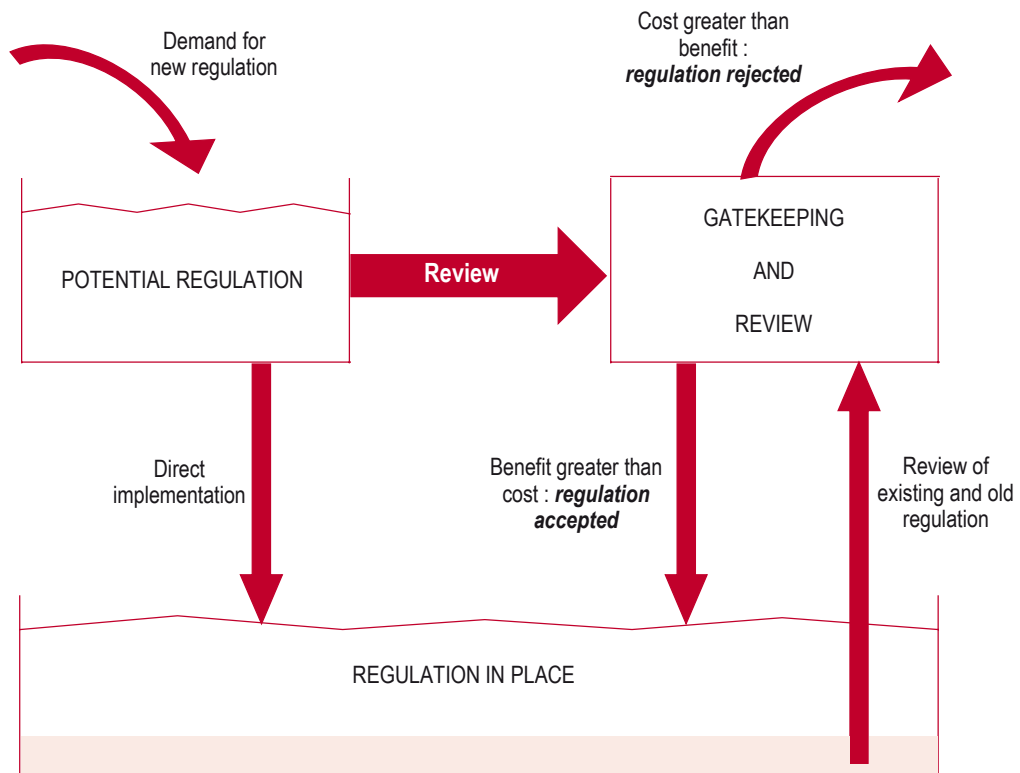 Demand for
new regulation
Cost greater than
benefit :
regulation rejected
POTENTIAL REGULATION
Review
GATEKEEPING
AND
REVIEW
Direct
implementation
Benefit greater than
cost : regulation
accepted
Review of
existing and old
regulation
REGULATION IN PLACE